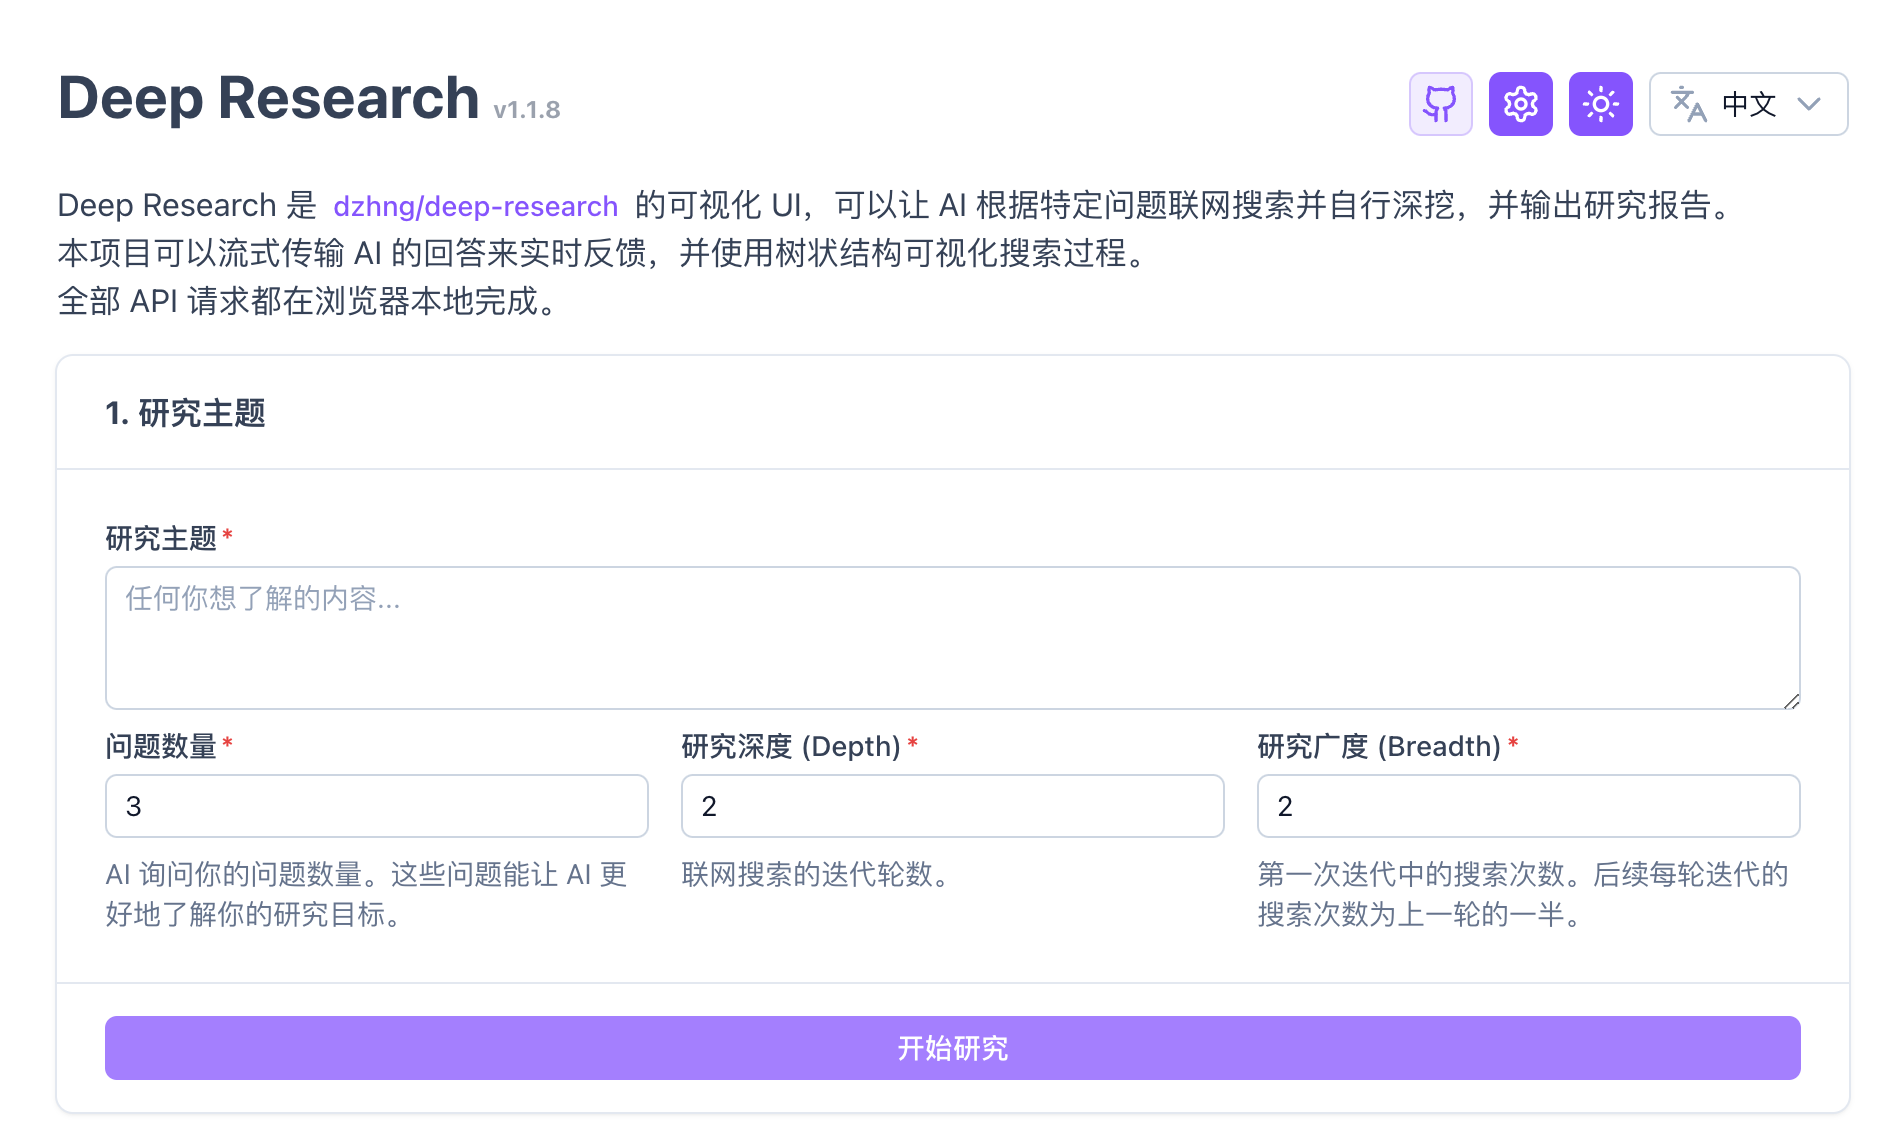 Deep Research v1.1.8
中文
Deep Research 是 dzhng/deep-research 的可视化 UI，可以让 AI 根据特定问题联网搜索并自行深挖，并输出研究报告。
本项目可以流式传输 AI 的回答来实时反馈，并使用树状结构可视化搜索过程。
全部 API 请求都在浏览器本地完成。
1. 研究主题
研究主题*
任何你想了解的内容...
问题数量*
3
AI 询问你的问题数量。这些问题能让 AI 更
好地了解你的研究目标。
研究深度 (Depth)*
2
联网搜索的迭代轮数。
研究广度 (Breadth)*
2
第一次迭代中的搜索次数。后续每轮迭代的
搜索次数为上一轮的一半。
开始研究